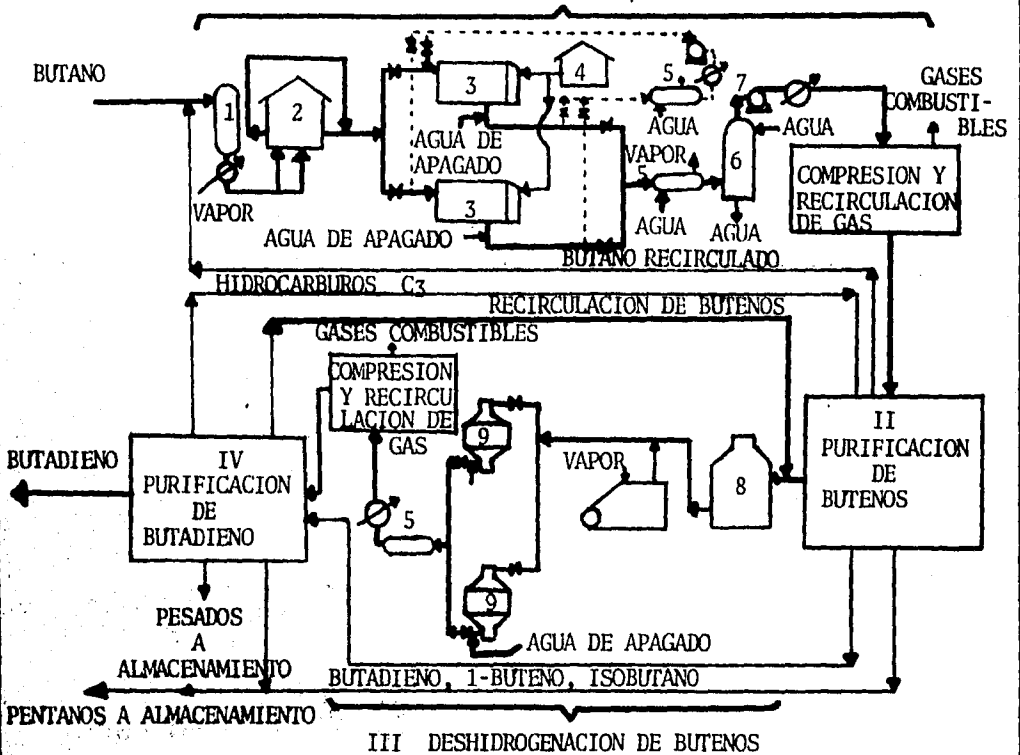 BUTANO
1
2
3
4
5
7
GASES
COMBUSTI-
BLES
AGUA DE
APAGADO
AGUA
AGUA
VAPOR
5
6
COMPRESION Y
RECIRCULACION
DE GAS
VAPOR
3
AGUA DE APAGADO
AGUA
AGUA
BUTANO RECIRCULADO
HIDROCARBUROS C3
RECIRCULACION DE BUTENOS
GASES COMBUSTIBLES
COMPRESION
Y RECIRCU
LACION DE
GAS
9
VAPOR
8
II
PURIFICACION
DE
BUTENOS
BUTADIENO
IV
PURIFICACION
DE
BUTADIENO
5
9
PESADOS
A
ALMACENAMIENTO
AGUA DE APAGADO
BUTADIENO, 1-BUTENO, ISOBUTANO
PENTANOS A ALMACENAMIENTO
III DESHIDROGENACION DE BUTENOS